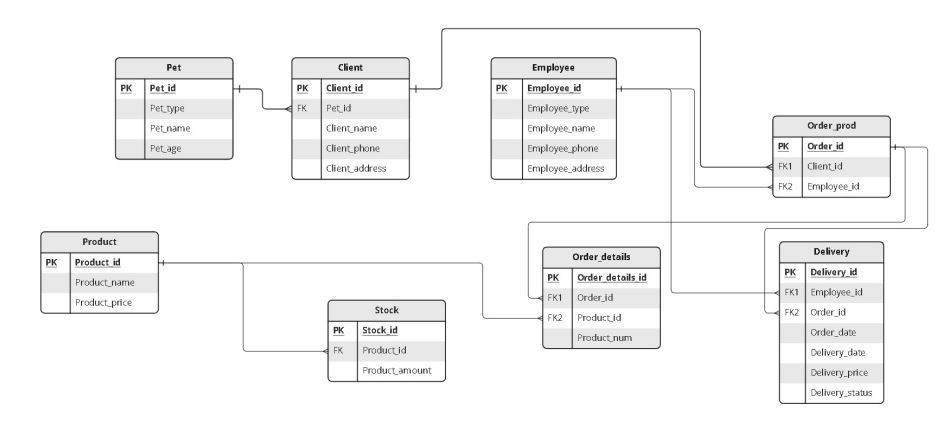 Pet
PK Pet_id
Pet_type
Pet_name
Pet_age
Client
PK Client_id
FK Pet_id
Client_name
Client_phone
Client_address
Employee
PK Employee_id
Employee_type
Employee_name
Employee_phone
Employee_address
Order_prod
PK Order_id
FK1 Client_id
FK2 Employee_id
Product
PK Product_id
Product_name
Product_price
Stock
PK Stock_id
FK Product_id
Product_amount
Order_details
PK Order_details_id
FK1 Order_id
FK2 Product_id
Product_num
Delivery
PK Delivery_id
FK1 Employee_id
FK2 Order_id
Order_date
Delivery_date
Delivery_price
Delivery_status